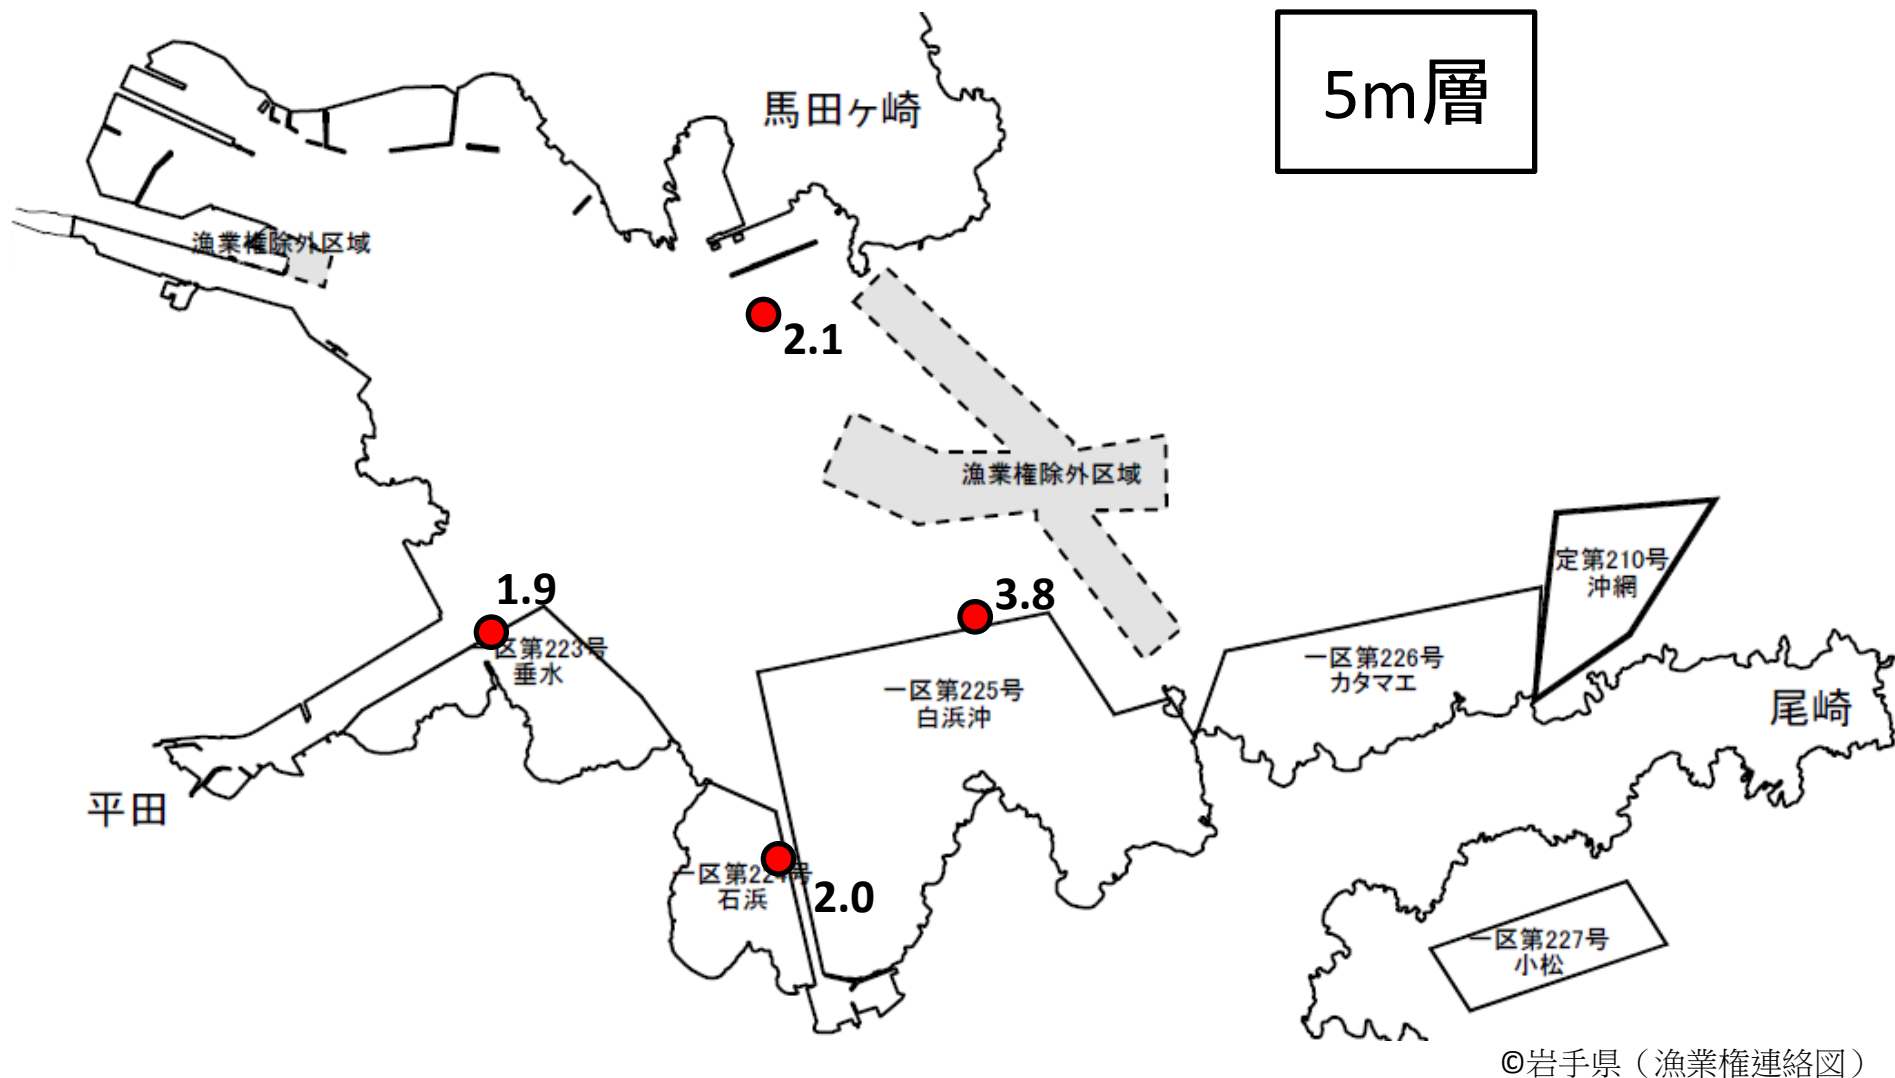 5m層
馬田ヶ崎
漁業権除外区域
2.1
漁業権除外区域
定第210号
沖網
1.9
3.8
一区第223号
垂水
一区第225号
白浜沖
一区第226号
カタマエ
尾崎
平田
一区第224号
石浜
2.0
一区第227号
小松
©岩手県（漁業権連絡図）